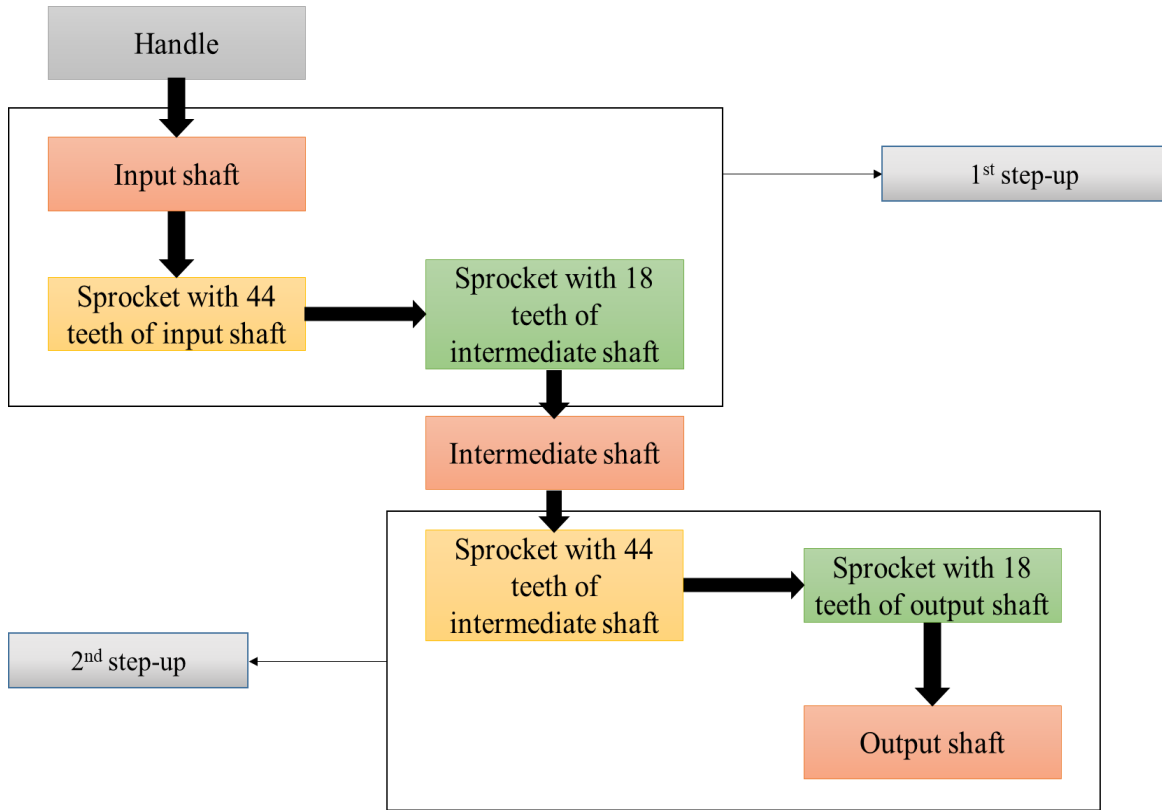 Handle
Input shaft
1st step-up
Sprocket with 44
teeth of input shaft
Sprocket with 18
teeth of
intermediate shaft
Intermediate shaft
Sprocket with 44
teeth of
intermediate shaft
Sprocket with 18
teeth of output shaft
2nd step-up
Output shaft